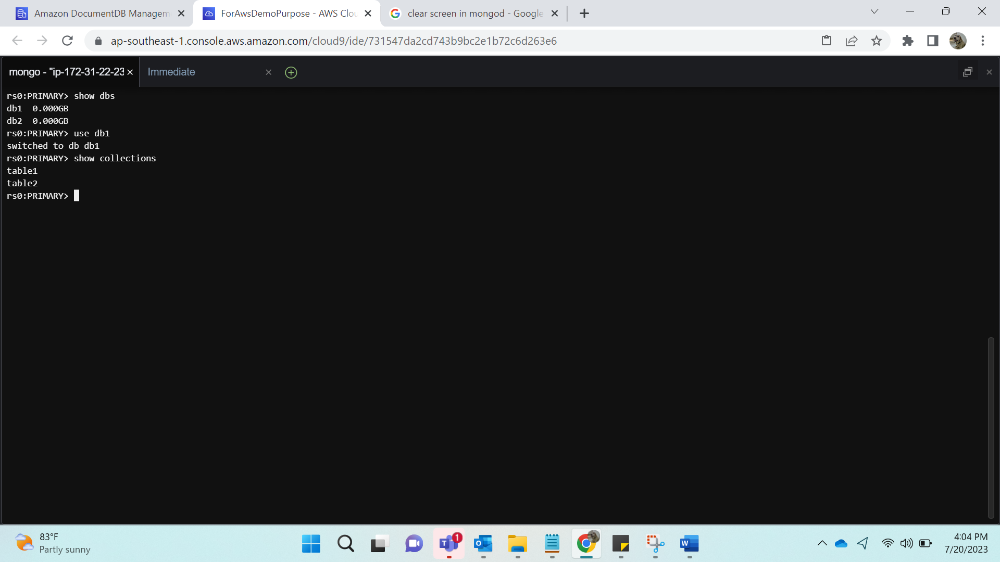 Amazon DocumentDB Managem
ForAwsDemoPurpose - AWS Clou
clear screen in mongod - Google
ap-southeast-1.console.aws.amazon.com/cloud9/ide/731547da2cd743b9bc2e1b72c6d263e6
mongo - "ip-172-31-22-23
Immediate
rs0:PRIMARY> show dbs
db1  0.000GB
db2  0.000GB
rs0:PRIMARY> use db1
switched to db db1
rs0:PRIMARY> show collections
table1
table2
rs0:PRIMARY>
83°F
Partly sunny
1
4:04 PM
7/20/2023